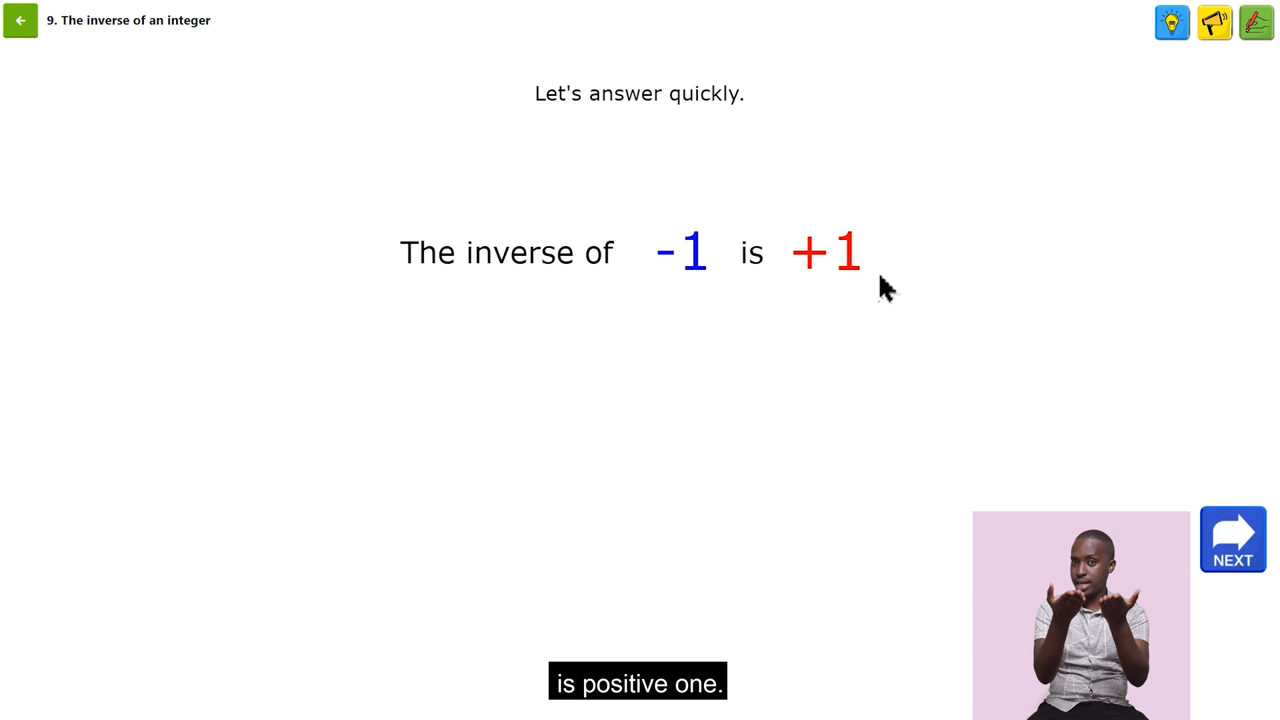 9. The inverse of an integer
Let's answer quickly.
The inverse of -1 is +1
NEXT
is positive one.